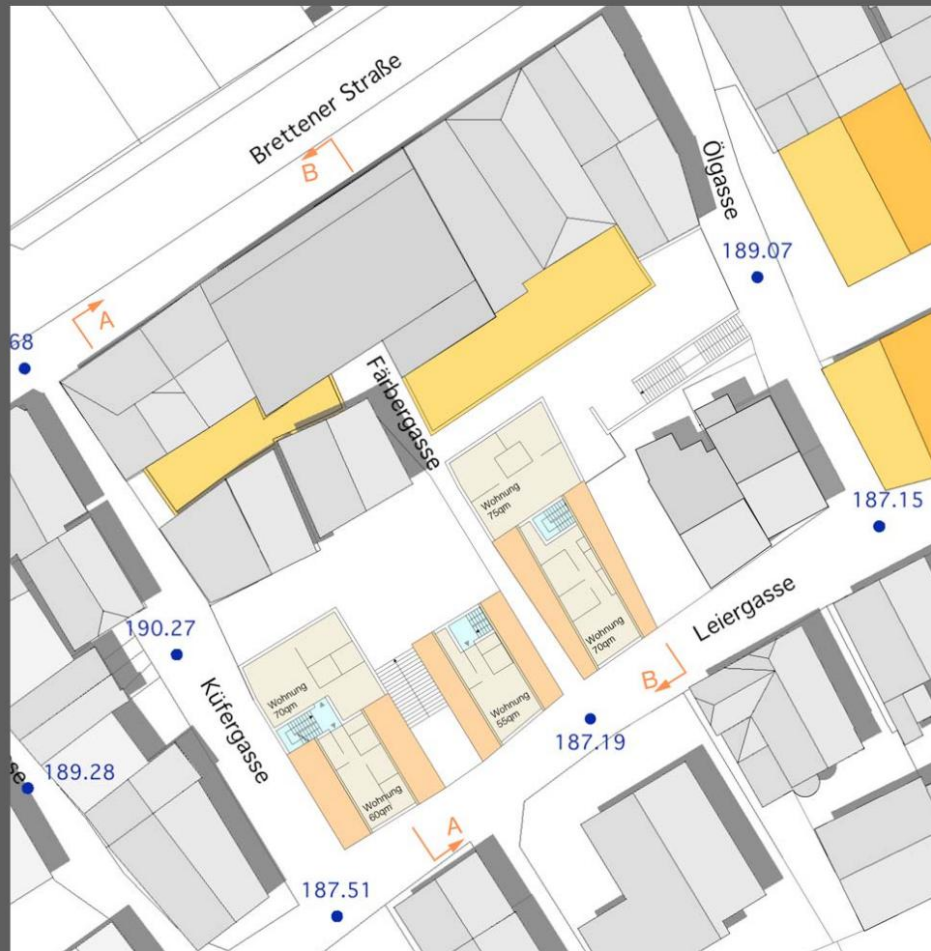 Brettener Straße
B
Ölgasse
189.07
A
68
Färbergasse
Wohnung
75qm
187.15
190.27
Wohnung
70qm
Leiergasse
Wohnung
70qm
Küfergasse
Wohnung
55qm
B
187.19
189.28
se
Wohnung
60qm
A
187.51